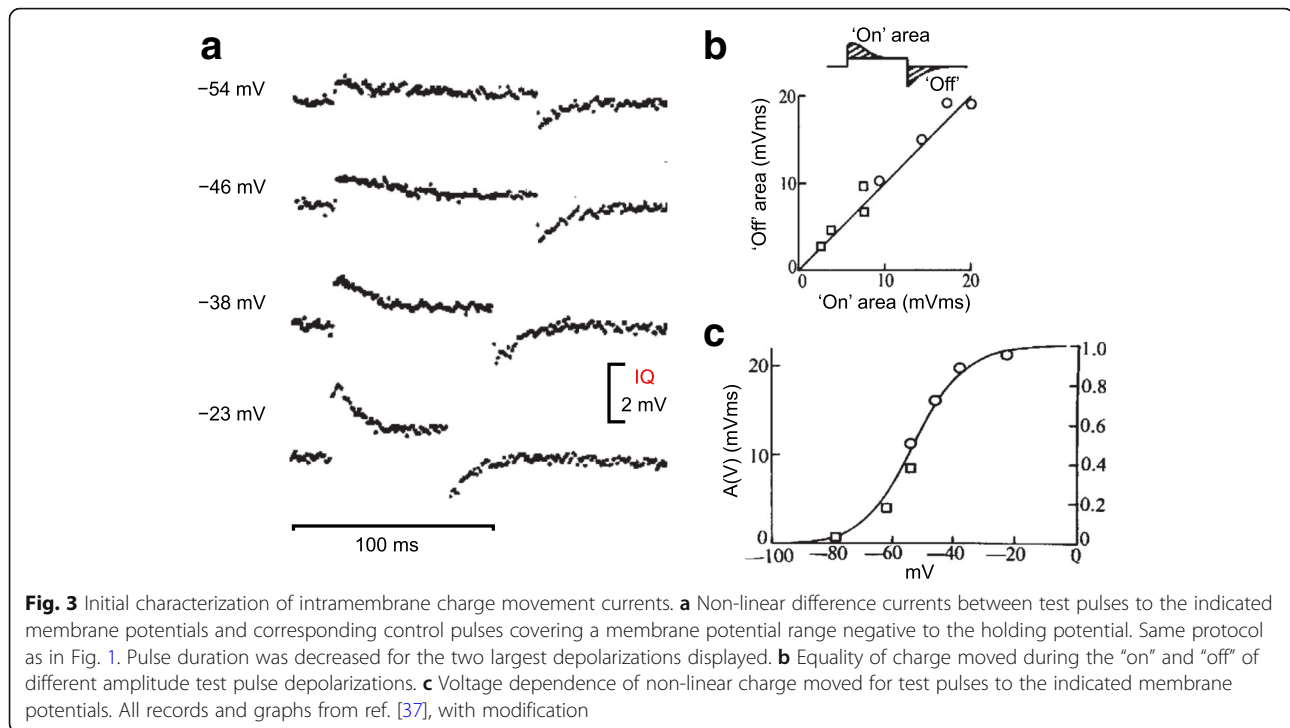 a
−54 mV
−46 mV
−38 mV
−23 mV
IQ
2 mV
100 ms
b
'On' area
'Off'
20
10
0
'Off' area (mVms)
0 10 20
'On' area (mVms)
c
20
10
0
A(V) (mVms)
1.0
0.8
0.6
0.4
0.2
0
—100 —80 —60 —40 —20 0
mV
Fig. 3 Initial characterization of intramembrane charge movement currents. a Non-linear difference currents between test pulses to the indicated
membrane potentials and corresponding control pulses covering a membrane potential range negative to the holding potential. Same protocol
as in Fig. 1. Pulse duration was decreased for the two largest depolarizations displayed. b Equality of charge moved during the “on” and “off” of
different amplitude test pulse depolarizations. c Voltage dependence of non-linear charge moved for test pulses to the indicated membrane
potentials. All records and graphs from ref. [37], with modification